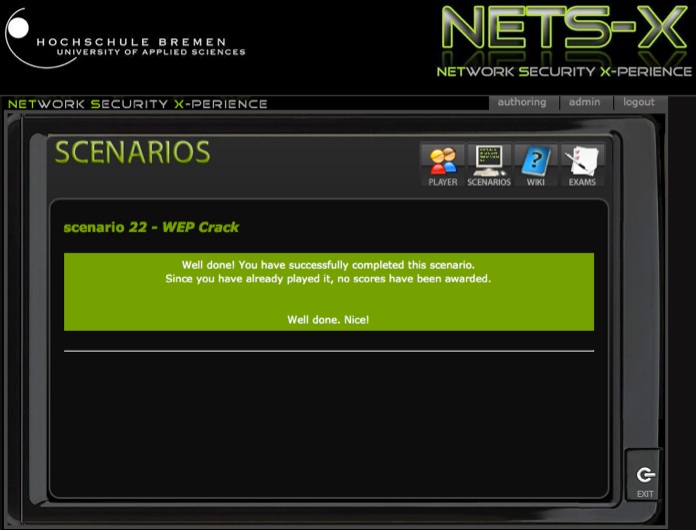 HOCHSCHULE BREMEN
UNIVERSITY OF APPLIED SCIENCES
NETS-X
NETWORK SECURITY X-PERIENCE
NETWORK SECURITY X-PERIENCE
authoring
admin
logout
SCENARIOS
PLAYER
SCENARIOS
WIKI
EXAMS
scenario 22 - WEP Crack
Well done! You have successfully completed this scenario.
Since you have already played it, no scores have been awarded.
Well done. Nice!
EXIT